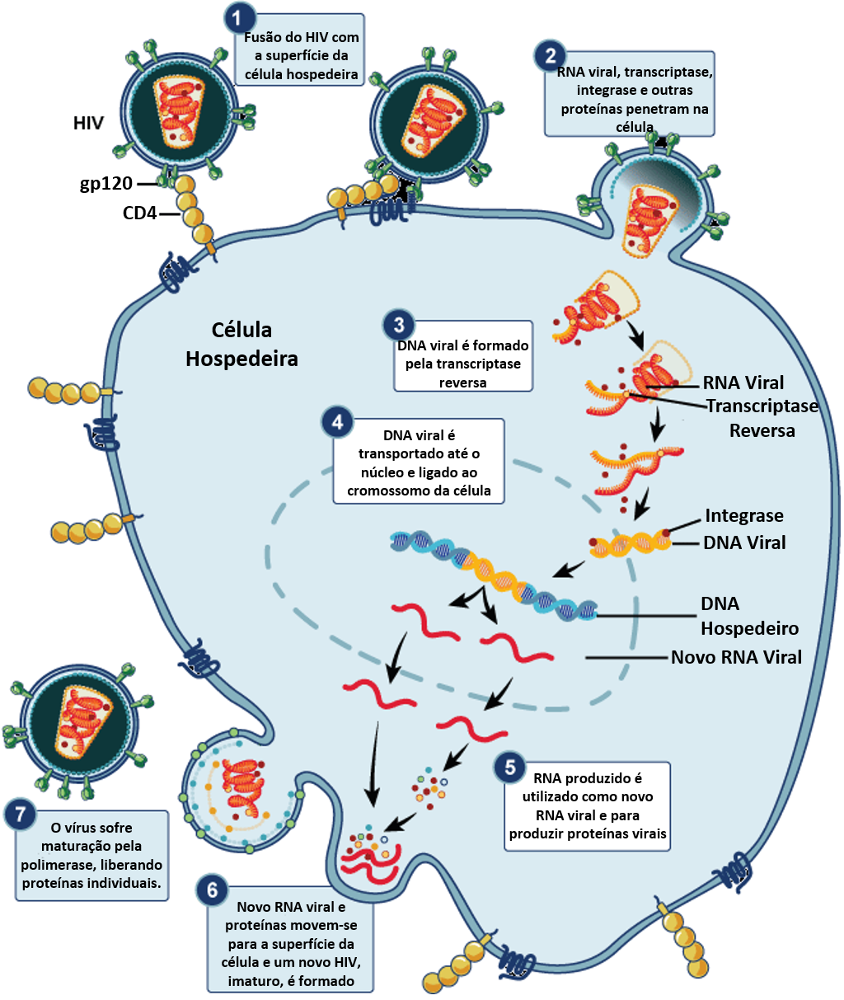 1
Fusão do HIV com
a superfície da
célula hospedeira
2
RNA viral, transcriptase,
integrase e outras
proteínas penetram na
célula
HIV
gp120
CD4
Célula
Hospedeira
3
DNA viral é formado
pela transcriptase
reversa
RNA Viral
Transcriptase
Reversa
4
DNA viral é
transportado até o
núcleo e ligado ao
cromossomo da célula
Integrase
DNA Viral
DNA
Hospedeiro
Novo RNA Viral
5
RNA produzido é
utilizado como novo
RNA viral e para
produzir proteínas virais
7
O vírus sofre
maturação pela
polimerase, liberando
proteínas individuais.
6
Novo RNA viral e
proteínas movem-se
para a superfície da
célula e um novo HIV,
imaturo, é formado